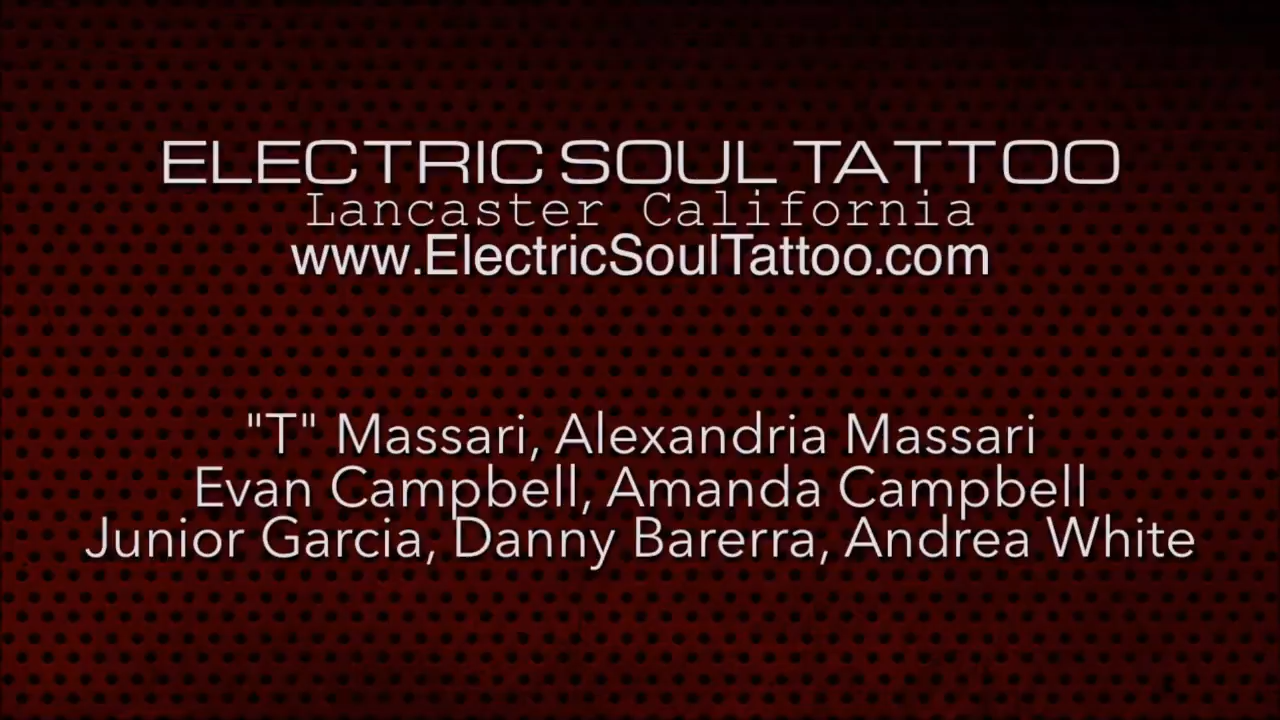 ELECTRIC SOUL TATTOO
Lancaster California
www.ElectricSoulTattoo.com
"T" Massari, Alexandria Massari
Evan Campbell, Amanda Campbell
Junior Garcia, Danny Barerra, Andrea White